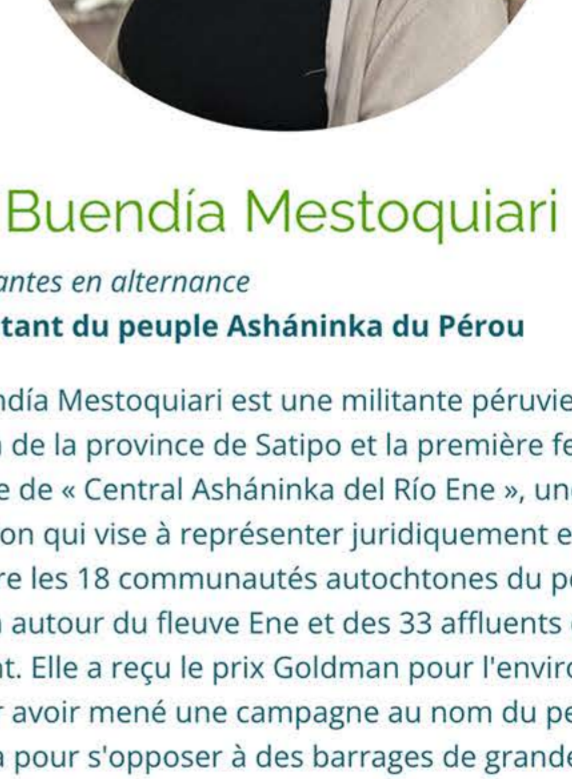 Buendía Mestoquiari
antes en alternance
tant du peuple Asháninka du Pérou
ndía Mestoquiari est une militante péruvie
de la province de Satipo et la première fe
e de « Central Asháninka del Río Ene », un
on qui vise à représenter juridiquement e
re les 18 communautés autochtones du p
autour du fleuve Ene et des 33 affluents
t. Elle a reçu le prix Goldman pour l'enviro
r avoir mené une campagne au nom du pe
a pour s'opposer à des barrages de grande